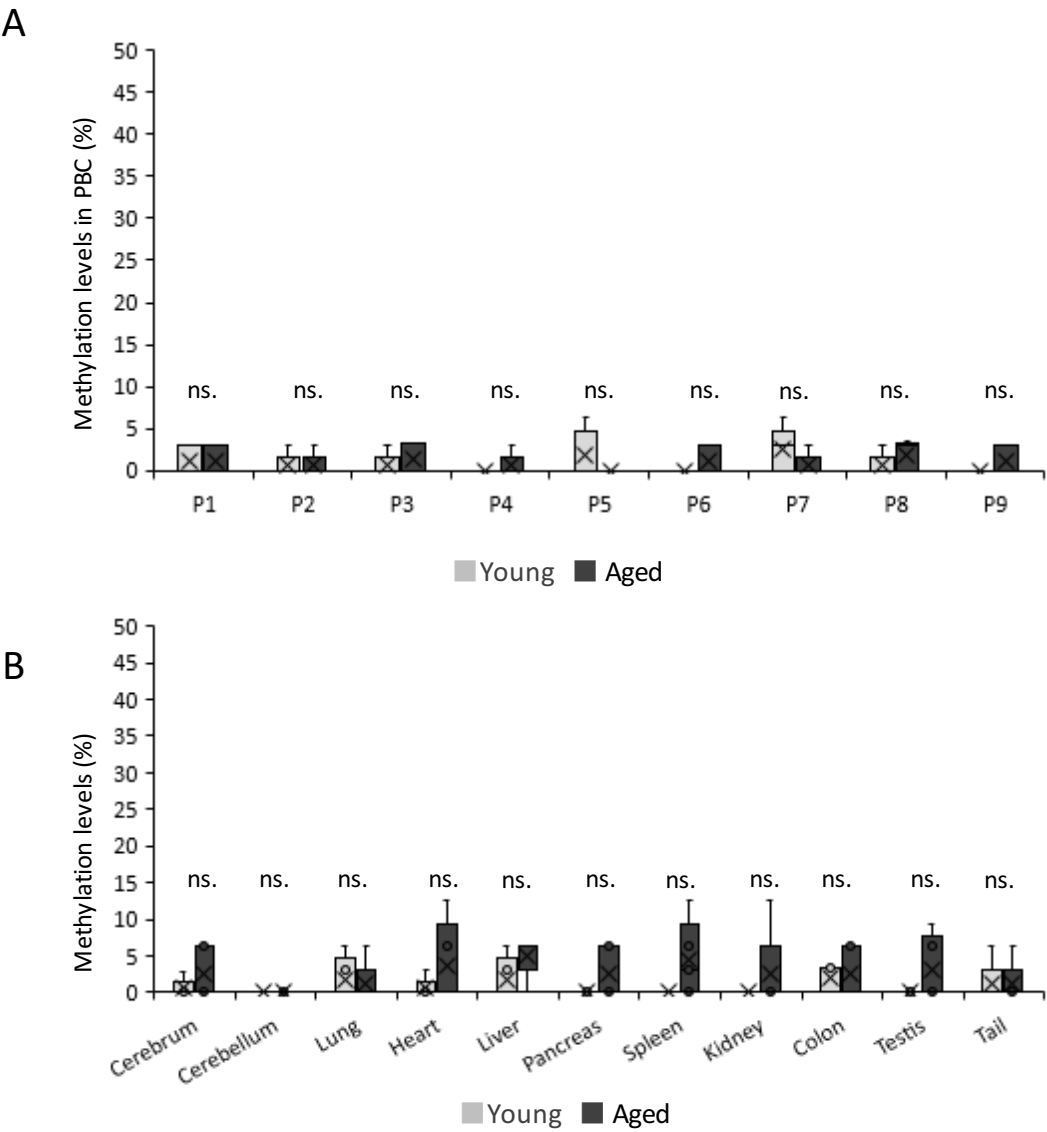 A
Methylation levels in PBC (%)
50
45
40
35
30
25
20
15
10
5
0
ns. ns. ns. ns. ns. ns. ns. ns. ns.
P1 P2 P3 P4 P5 P6 P7 P8 P9
Young Aged
B
Methylation levels (%)
50
45
40
35
30
25
20
15
10
5
0
ns. ns. ns. ns. ns. ns. ns. ns. ns. ns. ns.
Cerebrum Cerebellum Lung Heart Liver Pancreas Spleen Kidney Colon Testis Tail
Young Aged